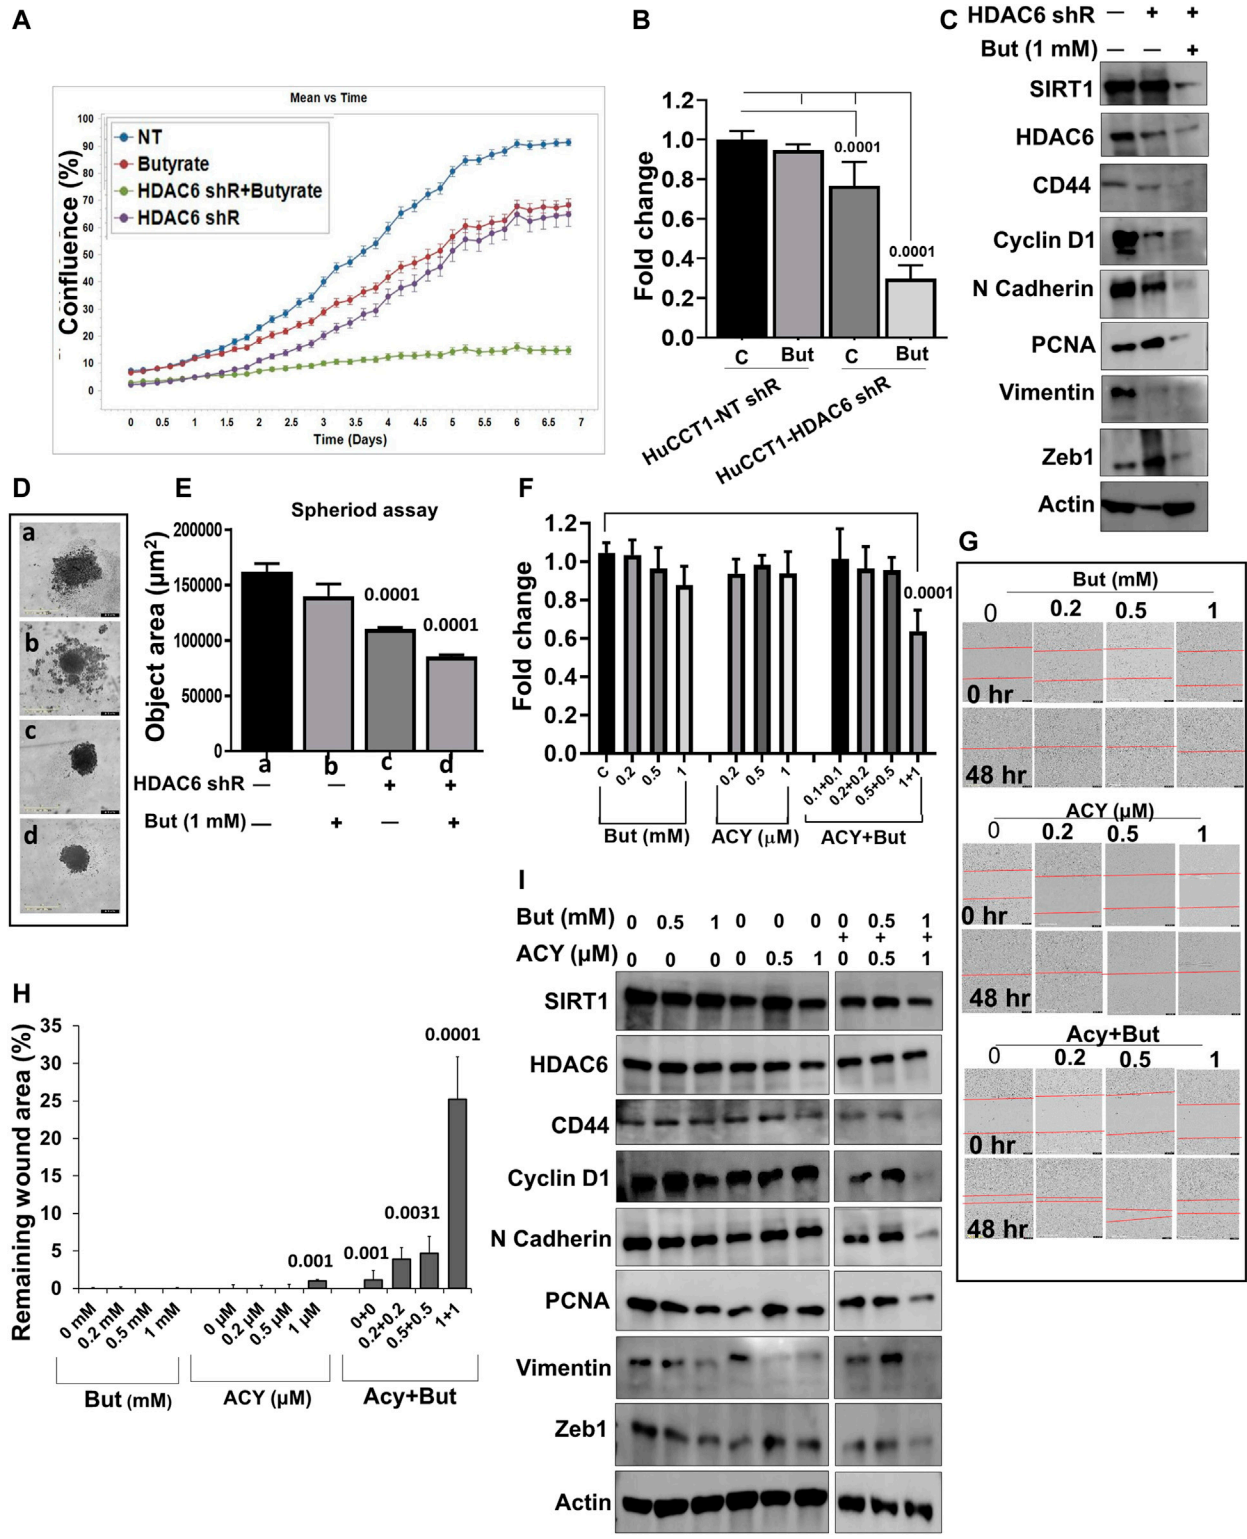 A
Mean vs Time
Confluence (%)
100
90
80
70
60
50
40
30
20
10
0
NT
Butyrate
HDAC6 shR+Butyrate
HDAC6 shR
0 0.5 1 1.5 2 2.5 3 3.5 4 4.5 5 5.5 6 6.5 7
Time (Days)
B
Fold change
1.2
1.0
0.8
0.6
0.4
0.2
0.0
0.0001
0.0001
C But C But
HuCCT1-NT shR
HuCCT1-HDAC6 shR
C
HDAC6 shR — + +
But (1 mM) — — +
SIRT1
HDAC6
CD44
Cyclin D1
N Cadherin
PCNA
Vimentin
Zeb1
Actin
D
a
b
c
d
E
Spheriod assay
Object area (µm2)
200000
150000
100000
50000
0
0.0001
0.0001
a b c d
HDAC6 shR — — + +
But (1 mM) — + — +
F
Fold change
1.2
1.0
0.8
0.6
0.4
0.2
0.0
0.0001
C 0.2 0.5 1 0.2 0.5 1 0.1+0.1 0.2+0.2 0.5+0.5 1+1
But (mM) ACY (µM) ACY+But
G
But (mM)
0 0.2 0.5 1
0 hr
48 hr
ACY (µM)
0 0.2 0.5 1
0 hr
48 hr
Acy+But
0 0.2 0.5 1
0 hr
48 hr
H
Remaining wound area (%)
35
30
25
20
15
10
5
0
0.001
0.001
0.0031
0.0001
0 mM 0.2 mM 0.5 mM 1 mM 0 µM 0.2 µM 0.5 µM 1 µM 0+0 0.2+0.2 0.5+0.5 1+1
But (mM) ACY (µM) Acy+But
I
But (mM) 0 0.5 1 0 0 0 0 0.5 1
+ + +
ACY (µM) 0 0 0 0 0.5 1 0 0.5 1
SIRT1
HDAC6
CD44
Cyclin D1
N Cadherin
PCNA
Vimentin
Zeb1
Actin